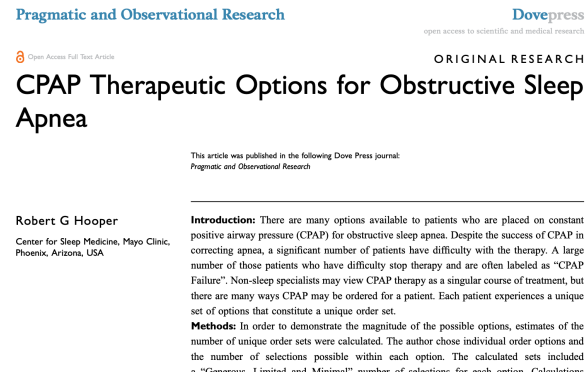 Pragmatic and Observational Research
Dovepress
open access to scientific and medical research
Open Access Full Text Article
ORIGINAL RESEARCH
CPAP Therapeutic Options for Obstructive Sleep
Apnea
This article was published in the following Dove Press journal:
Pragmatic and Observational Research
Robert G Hooper
Center for Sleep Medicine, Mayo Clinic,
Phoenix, Arizona, USA
Introduction: There are many options available to patients who are placed on constant
positive airway pressure (CPAP) for obstructive sleep apnea. Despite the success of CPAP in
correcting apnea, a significant number of patients have difficulty with the therapy. A large
number of those patients who have difficulty stop therapy and are often labeled as “CPAP
Failure”. Non-sleep specialists may view CPAP therapy as a singular course of treatment, but
there are many ways CPAP may be ordered for a patient. Each patient experiences a unique
set of options that constitute a unique order set.
Methods: In order to demonstrate the magnitude of the possible options, estimates of the
number of unique order sets were calculated. The author chose individual order options and
the number of selections possible within each option. The calculated sets included
a “Generous, Limited and Minimal” number of selections for each option. Calculations